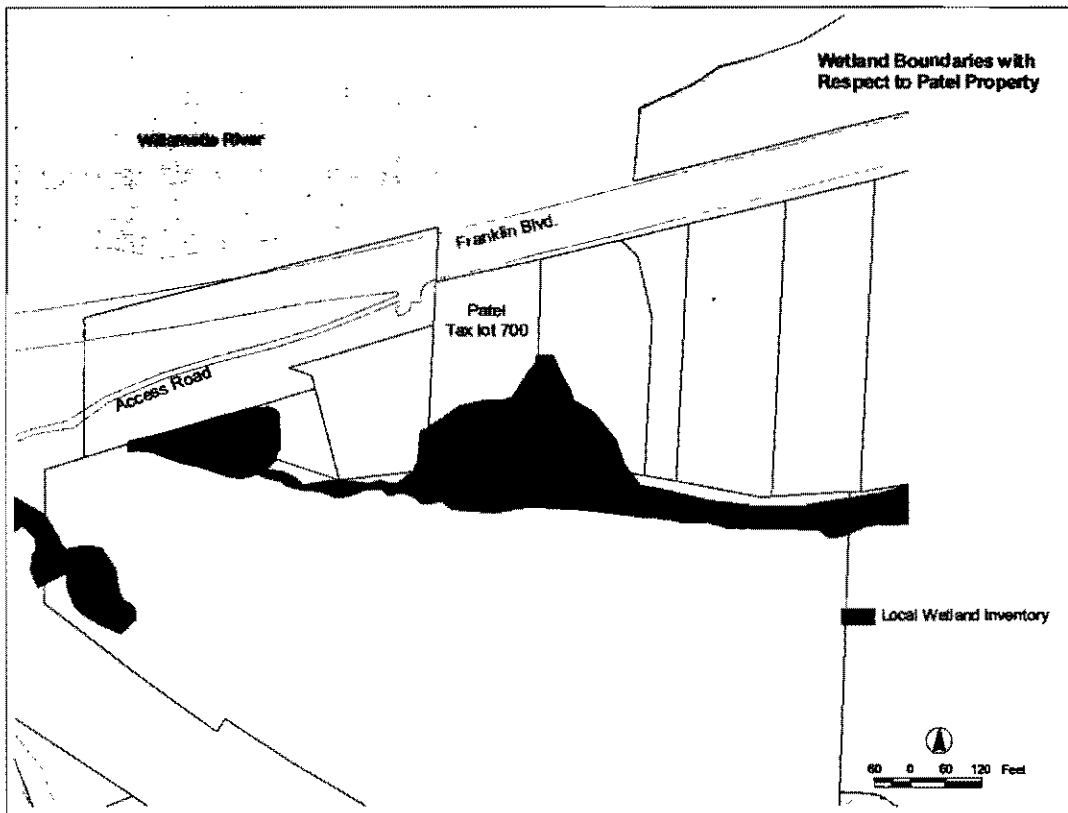 Wetland Boundaries with
Respect to Patel Property
Willamette River
Franklin Blvd.
Patel
Tax lot 700
Access Road
Local Wetland Inventory
60 0 60 120 Feet